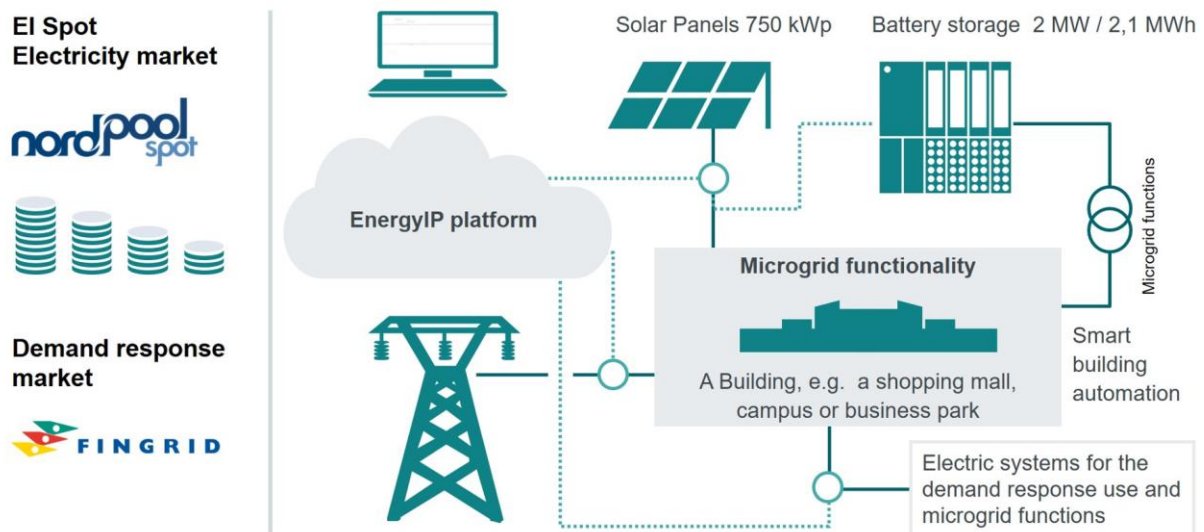 El Spot
Electricity market
nordpool
spot
Demand response
market
FINGRID
Solar Panels 750 kWp
Battery storage 2 MW / 2,1 MWh
EnergyIP platform
Microgrid functions
Microgrid functionality
A Building, e.g. a shopping mall,
campus or business park
Smart
building
automation
Electric systems for the
demand response use and
microgrid functions